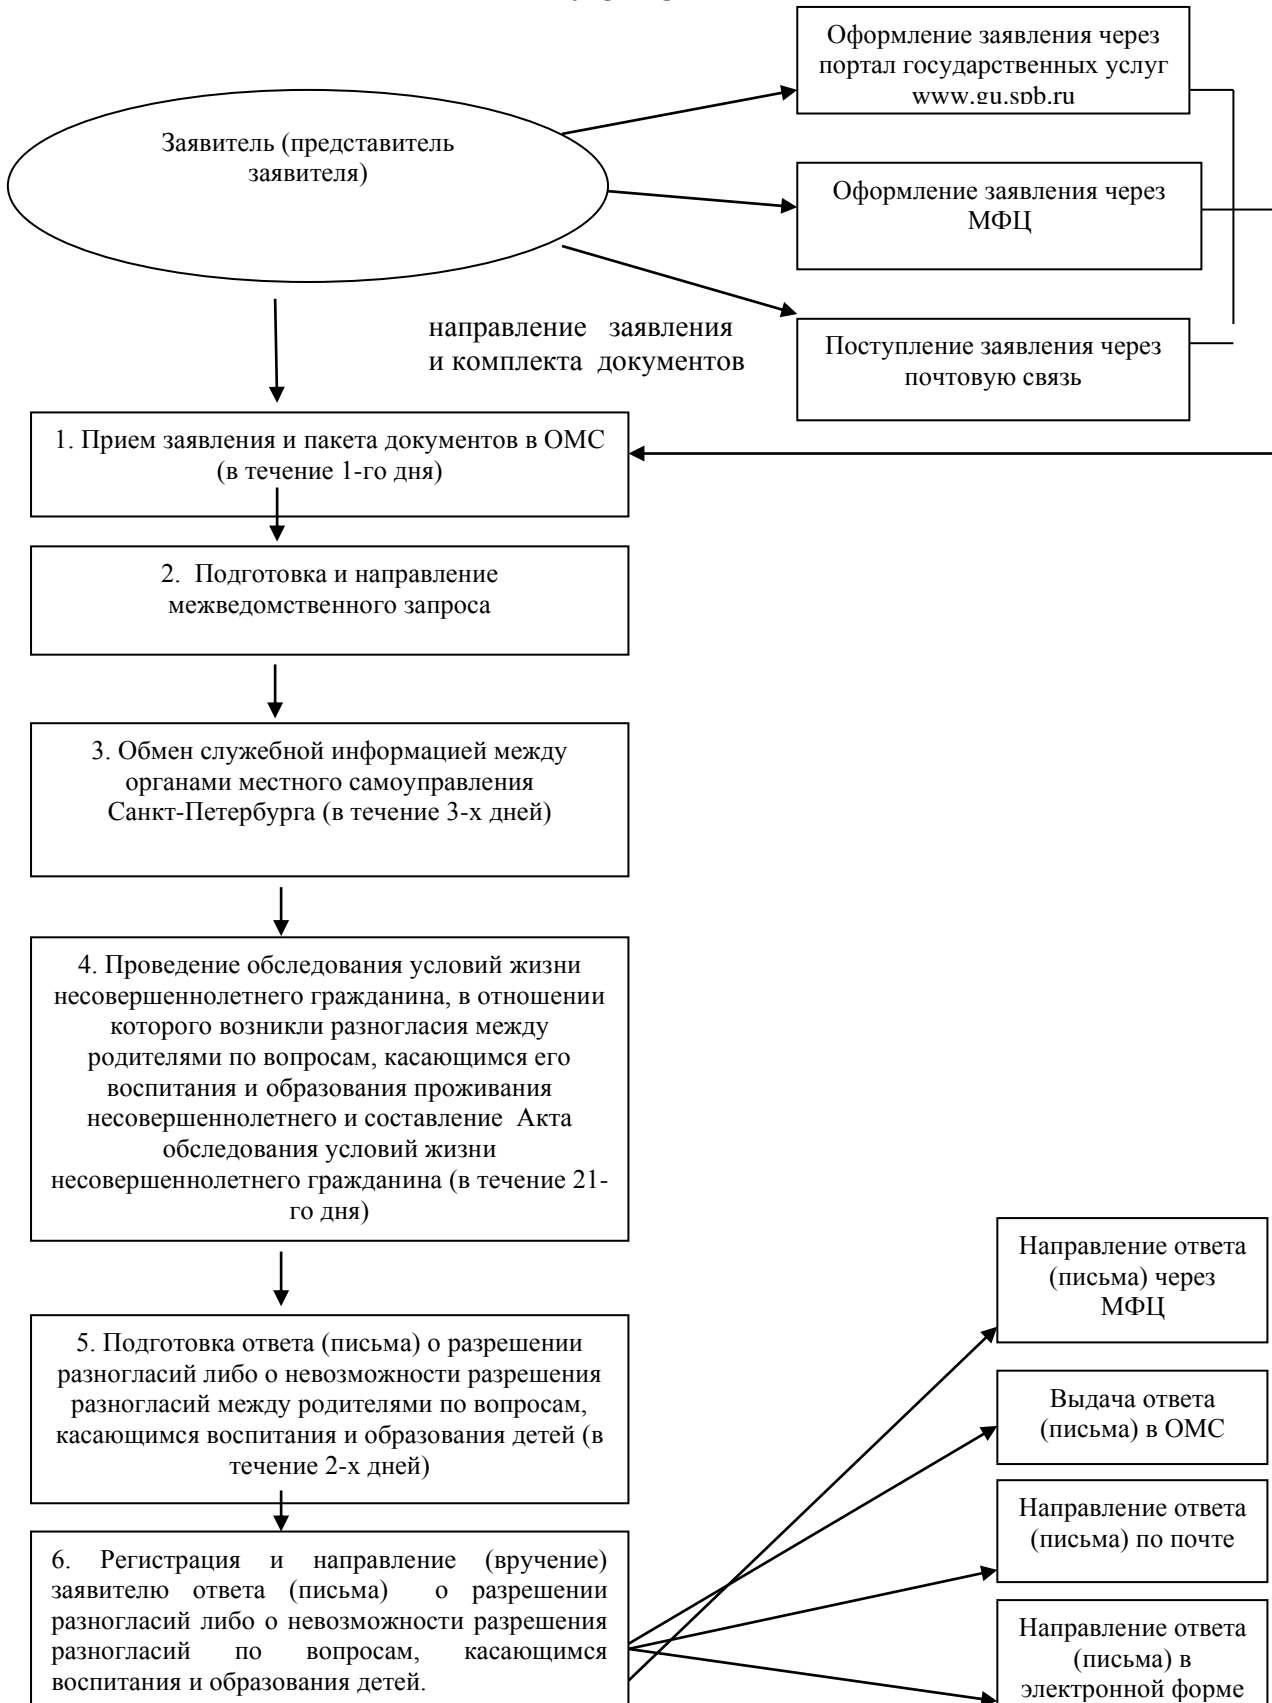 Оформление заявления через
портал государственных услуг
www.gu.spb.ru
Заявитель (представитель
заявителя)
Оформление заявления через
МФЦ
направление заявления
и комплекта документов
Поступление заявления через
почтовую связь
1. Прием заявления и пакета документов в ОМС
(в течение 1-го дня)
2. Подготовка и направление
межведомственного запроса
3. Обмен служебной информацией между
органами местного самоуправления
Санкт-Петербурга (в течение 3-х дней)
4. Проведение обследования условий жизни
несовершеннолетнего гражданина, в отношении
которого возникли разногласия между
родителями по вопросам, касающимся его
воспитания и образования проживания
несовершеннолетнего и составление Акта
обследования условий жизни
несовершеннолетнего гражданина (в течение 21-
го дня)
5. Подготовка ответа (письма) о разрешении
разногласий либо о невозможности разрешения
разногласий между родителями по вопросам,
касающимся воспитания и образования детей (в
течение 2-х дней)
6. Регистрация и направление (вручение)
заявителю ответа (письма) о разрешении
разногласий либо о невозможности разрешения
разногласий по вопросам, касающимся
воспитания и образования детей.
Направление ответа
(письма) через
МФЦ
Выдача ответа
(письма) в ОМС
Направление ответа
(письма) по почте
Направление ответа
(письма) в
электронной форме